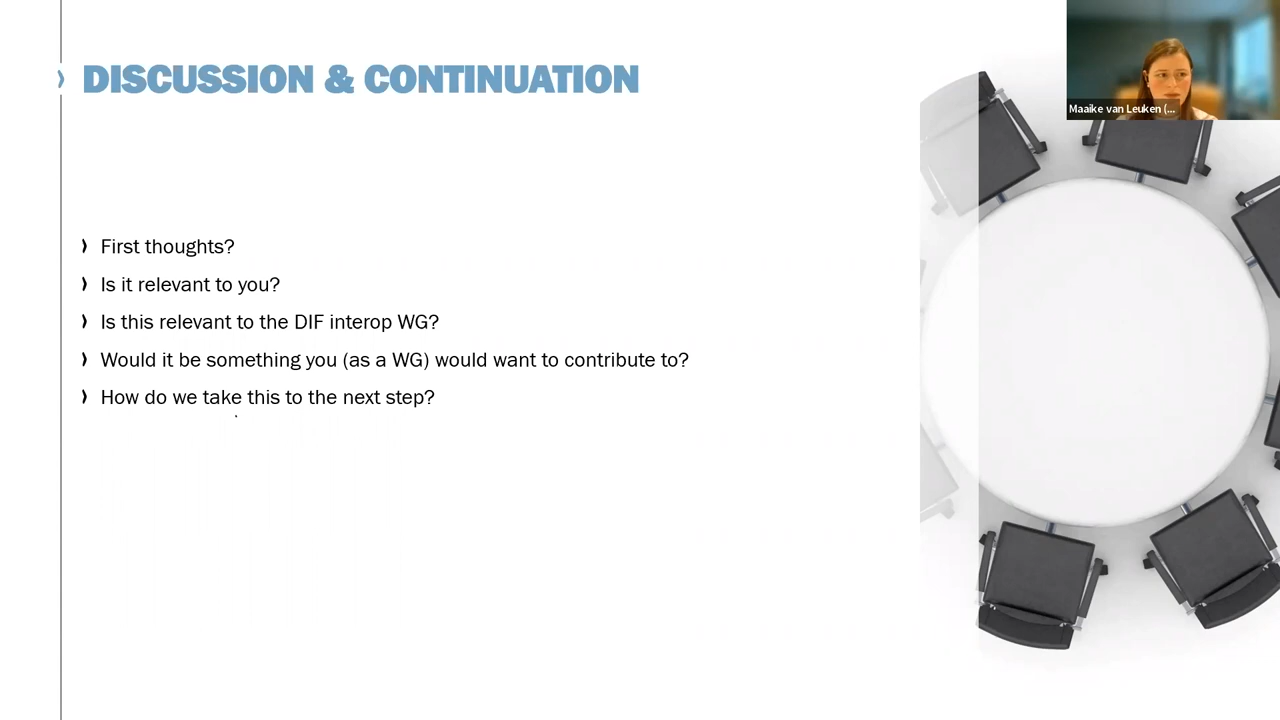 DISCUSSION & CONTINUATION
Maaike van Leuken (...
First thoughts?
Is it relevant to you?
Is this relevant to the DIF interop WG?
Would it be something you (as a WG) would want to contribute to?
How do we take this to the next step?